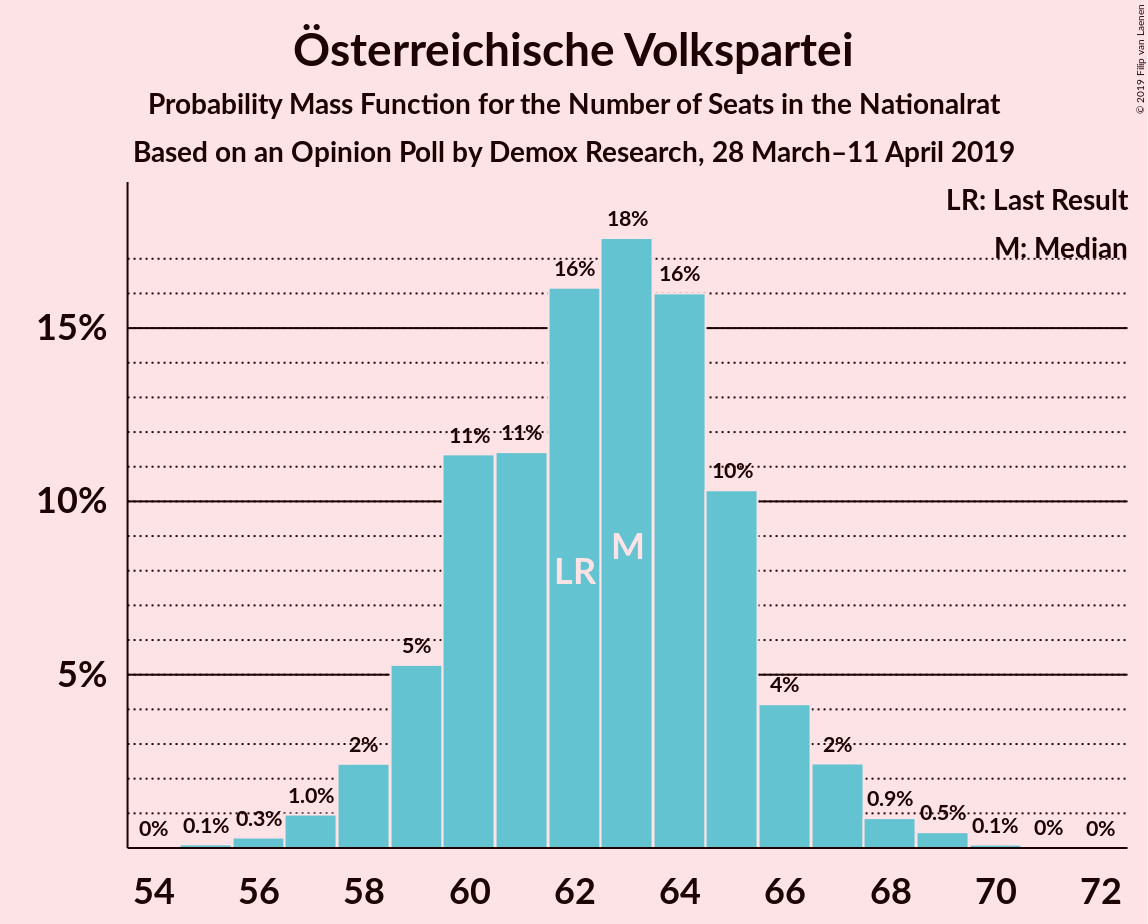 Österreichische Volkspartei
Probability Mass Function for the Number of Seats in the Nationalrat
Based on an Opinion Poll by Demox Research, 28 March–11 April 2019
© 2019 Filip van Laenen
LR: Last Result
M: Median
15%
10%
5%
0%
0.1%
0.3%
1.0%
2%
5%
11%
11%
16%
18%
16%
10%
4%
2%
0.9%
0.5%
0.1%
0%
0%
LR
M
54 56 58 60 62 64 66 68 70 72